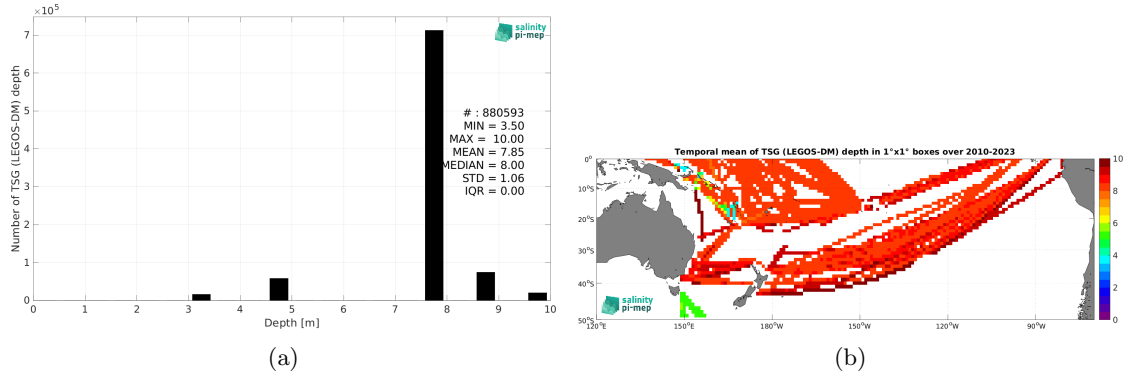 ×10⁵
7
6
5
4
3
2
1
0
Number of TSG (LEGOS-DM) depth
salinity
pi-mep
# : 880593
MIN = 3.50
MAX = 10.00
MEAN = 7.85
MEDIAN = 8.00
STD = 1.06
IQR = 0.00
0 1 2 3 4 5 6 7 8 9 10
Depth [m]
(a)
Temporal mean of TSG (LEGOS-DM) depth in 1°x1° boxes over 2010-2023
0°
10°S
20°S
30°S
40°S
50°S
120°E 150°E 180°W 150°W 120°W 90°W
salinity
pi-mep
10
8
6
4
2
0
(b)